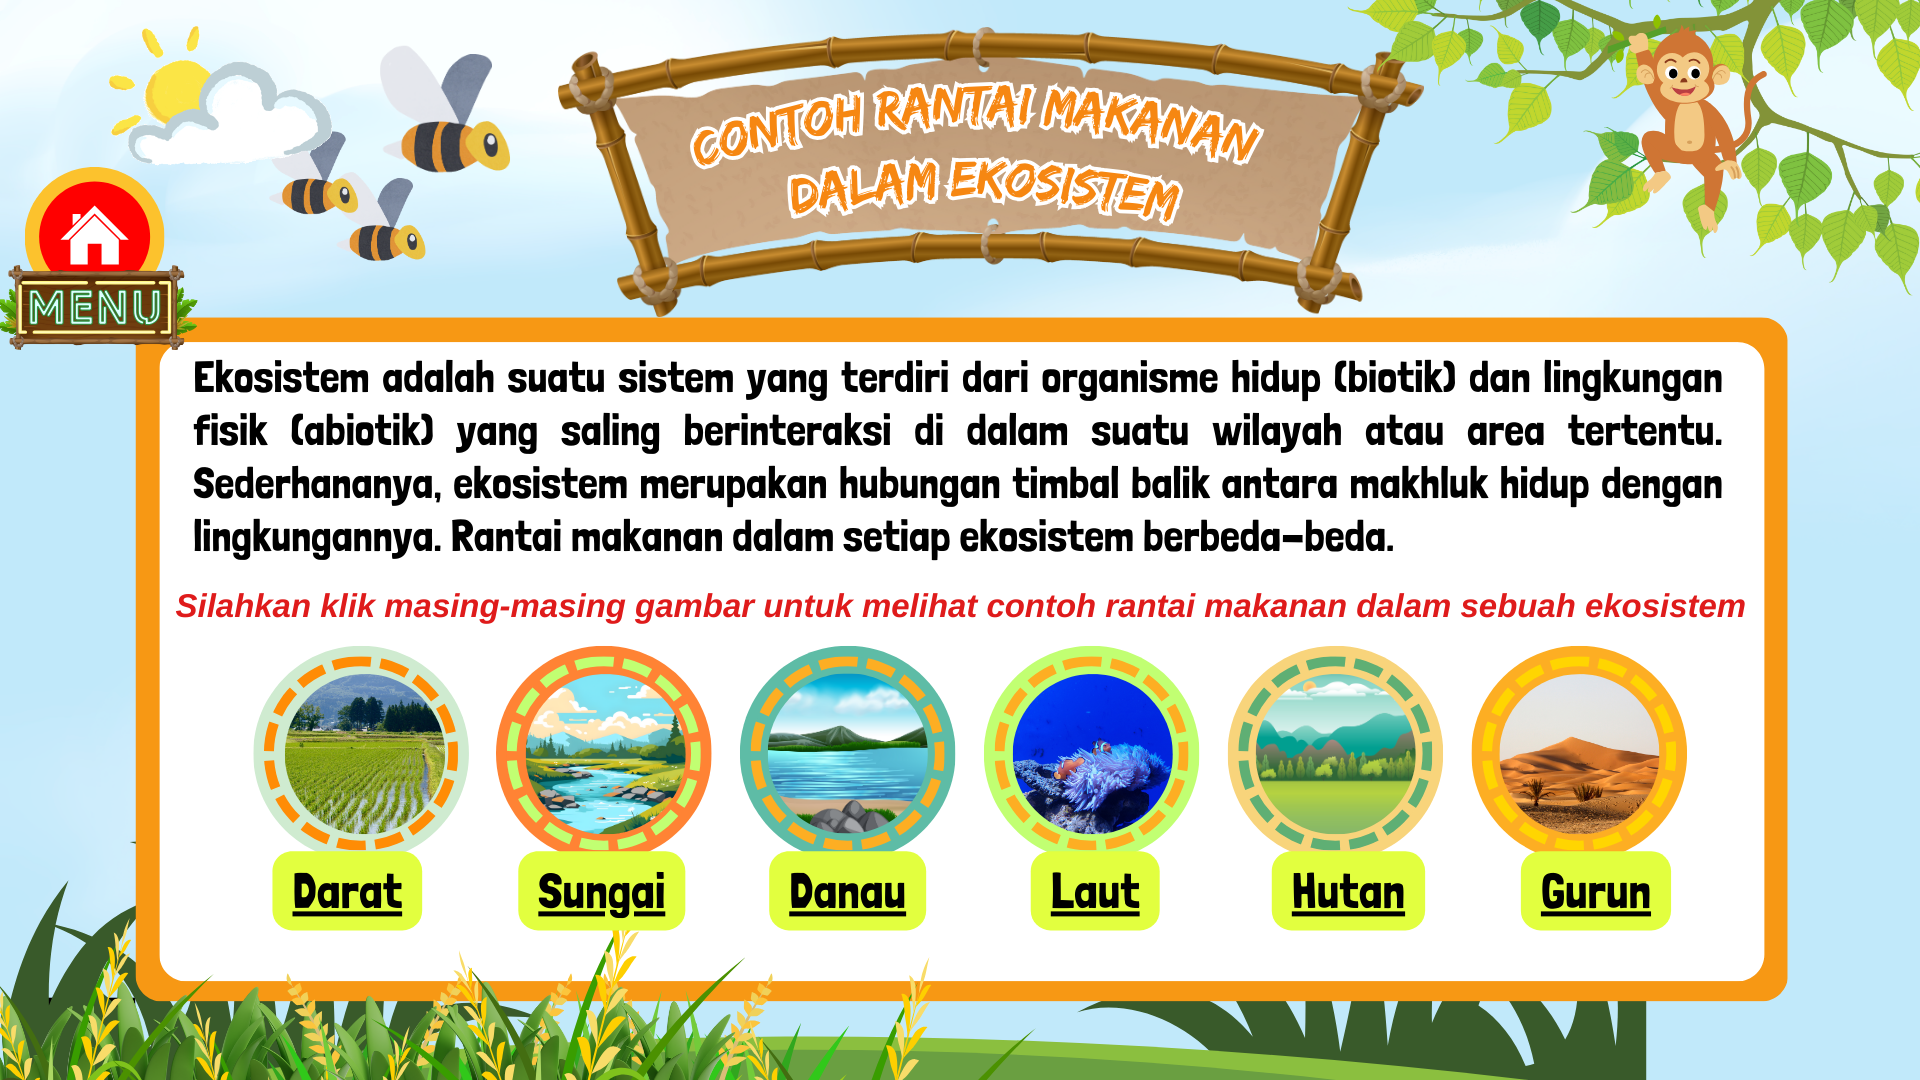 CONTOH RANTAI MAKANAN
DALAM EKOSISTEM
MENU
Ekosistem adalah suatu sistem yang terdiri dari organisme hidup (biotik) dan lingkungan
fisik (abiotik) yang saling berinteraksi di dalam suatu wilayah atau area tertentu.
Sederhananya, ekosistem merupakan hubungan timbal balik antara makhluk hidup dengan
lingkungannya. Rantai makanan dalam setiap ekosistem berbeda-beda.
Silahkan klik masing-masing gambar untuk melihat contoh rantai makanan dalam sebuah ekosistem
Darat Sungai Danau Laut Hutan Gurun